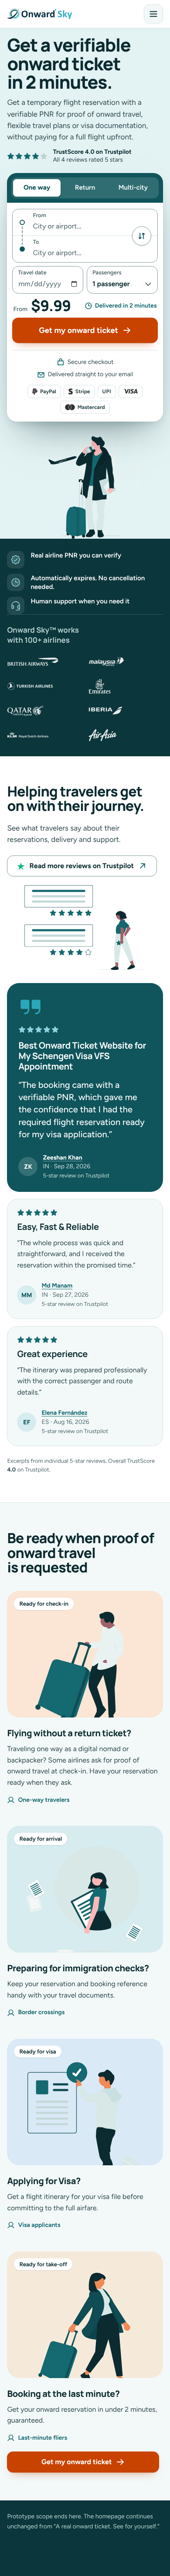 Onward Sky
Get a verifiable
onward ticket
in 2 minutes.
Get a temporary flight reservation with a
verifiable PNR for proof of onward travel,
flexible travel plans or visa documentation,
without paying for a full flight upfront.
TrustScore 4.0 on Trustpilot
All 4 reviews rated 5 stars
One way
Return
Multi-city
From
City or airport...
To
City or airport...
Travel date
mm/dd/yyyy
Passengers
1 passenger
From $9.99
Delivered in 2 minutes
Get my onward ticket
Secure checkout
Delivered straight to your email
PayPal
Stripe
UPI
VISA
Mastercard
Real airline PNR you can verify
Automatically expires. No cancellation
needed.
Human support when you need it
Onward Sky™ works
with 100+ airlines
BRITISH AIRWAYS
malaysia
TURKISH AIRLINES
Emirates
QATAR
IBERIA
KLM Royal Dutch Airlines
AirAsia
Helping travelers get
on with their journey.
See what travelers say about their
reservations, delivery and support.
Read more reviews on Trustpilot
Best Onward Ticket Website for
My Schengen Visa VFS
Appointment
“The booking came with a
verifiable PNR, which gave me
the confidence that I had the
required flight reservation ready
for my visa application.”
ZK
Zeeshan Khan
IN · Sep 28, 2026
5-star review on Trustpilot
Easy, Fast & Reliable
“The whole process was quick and
straightforward, and I received the
reservation within the promised time.”
MM
Md Manam
IN · Sep 27, 2026
5-star review on Trustpilot
Great experience
“The itinerary was prepared professionally
with the correct passenger and route
details.”
EF
Elena Fernández
ES · Aug 16, 2026
5-star review on Trustpilot
Excerpts from individual 5-star reviews. Overall TrustScore
4.0 on Trustpilot.
Be ready when proof of
onward travel
is requested
Ready for check-in
Flying without a return ticket?
Traveling one way as a digital nomad or
backpacker? Some airlines ask for proof of
onward travel at check-in. Have your reservation
ready when they ask.
One-way travelers
Ready for arrival
Preparing for immigration checks?
Keep your reservation and booking reference
handy with your travel documents.
Border crossings
Ready for visa
Applying for Visa?
Get a flight itinerary for your visa file before
committing to the full airfare.
Visa applicants
Ready for take-off
Booking at the last minute?
Get your onward reservation in under 2 minutes,
guaranteed.
Last-minute fliers
Get my onward ticket
Prototype scope ends here. The homepage continues
unchanged from “A real onward ticket. See for yourself.”